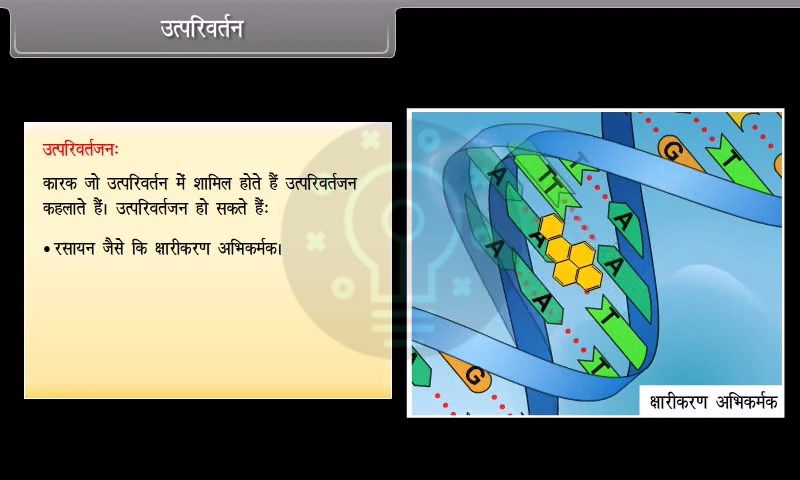 उत्परिवर्तन
उत्परिवर्तजनः
कारक जो उत्परिवर्तन में शामिल होते हैं उत्परिवर्तजन
कहलाते हैं। उत्परिवर्तजन हो सकते हैंः
• रसायन जैसे कि क्षारीकरण अभिकर्मक।
G
T
A
T
T
T
A
A
A
A
A
A
T
T
G
क्षारीकरण अभिकर्मक